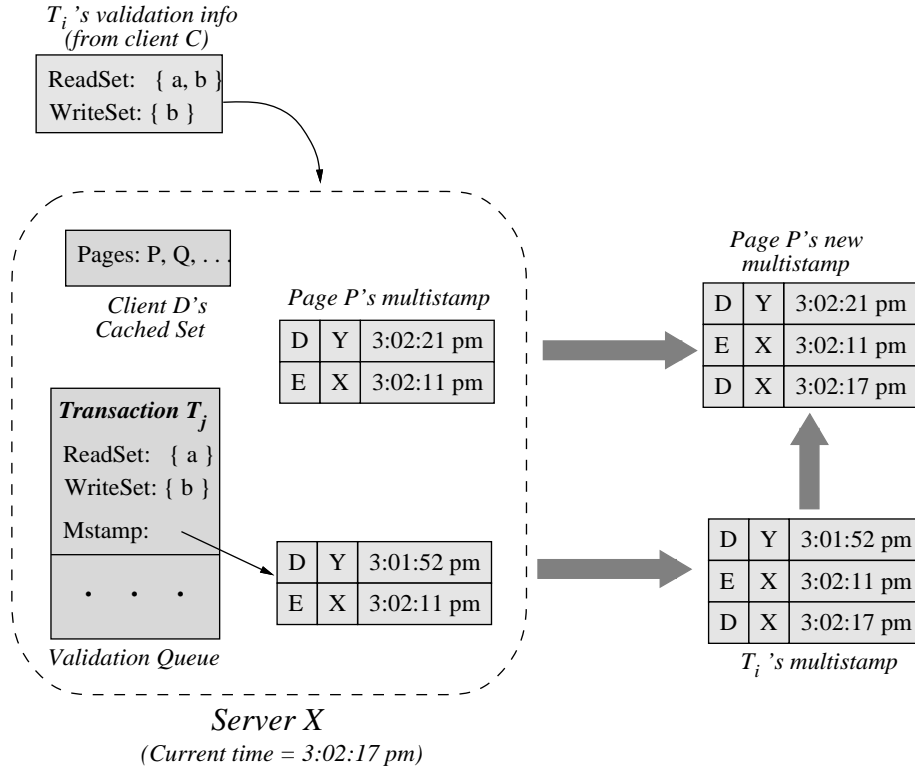 T_i 's validation info
(from client C)
ReadSet: { a, b }
WriteSet: { b }
Pages: P, Q, . . .
Client D's
Cached Set
Page P's multistamp
D Y 3:02:21 pm
E X 3:02:11 pm
Page P's new
multistamp
D Y 3:02:21 pm
E X 3:02:11 pm
D X 3:02:17 pm
Transaction T_j
ReadSet: { a }
WriteSet: { b }
Mstamp:
. . .
Validation Queue
D Y 3:01:52 pm
E X 3:02:11 pm
D Y 3:01:52 pm
E X 3:02:11 pm
D X 3:02:17 pm
T_i 's multistamp
Server X
(Current time = 3:02:17 pm)